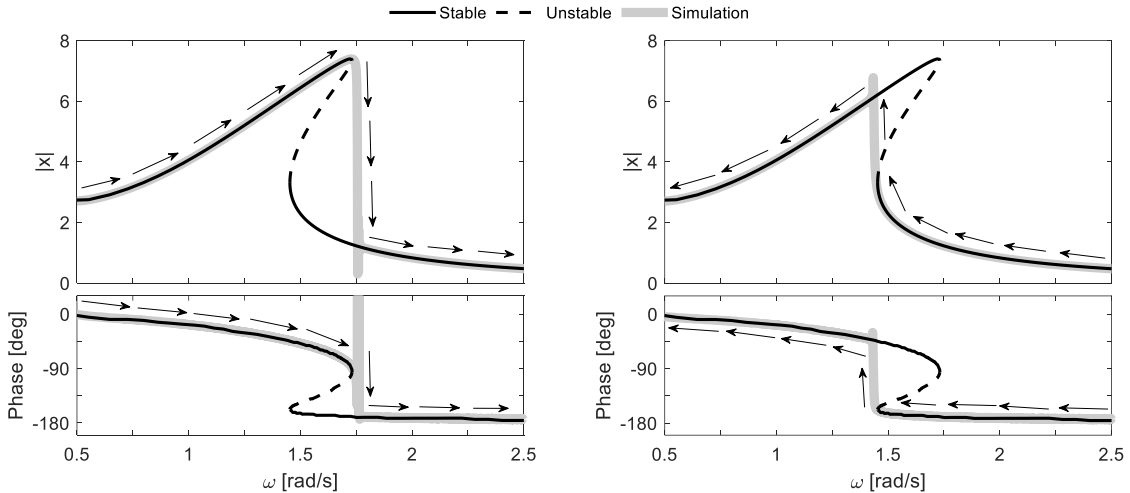 Stable Unstable Simulation
8
6
4
2
0
|x|
0
-90
-180
Phase [deg]
0.5 1 1.5 2 2.5
ω [rad/s]
8
6
4
2
0
|x|
0
-90
-180
Phase [deg]
0.5 1 1.5 2 2.5
ω [rad/s]